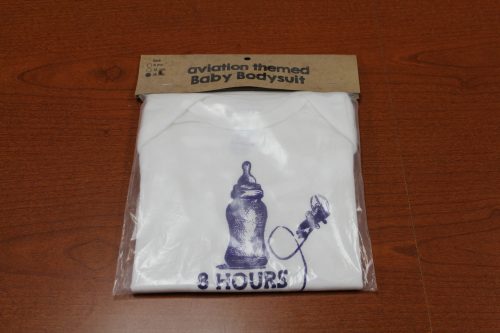 aviation themed
Baby Bodysuit
8 HOURS